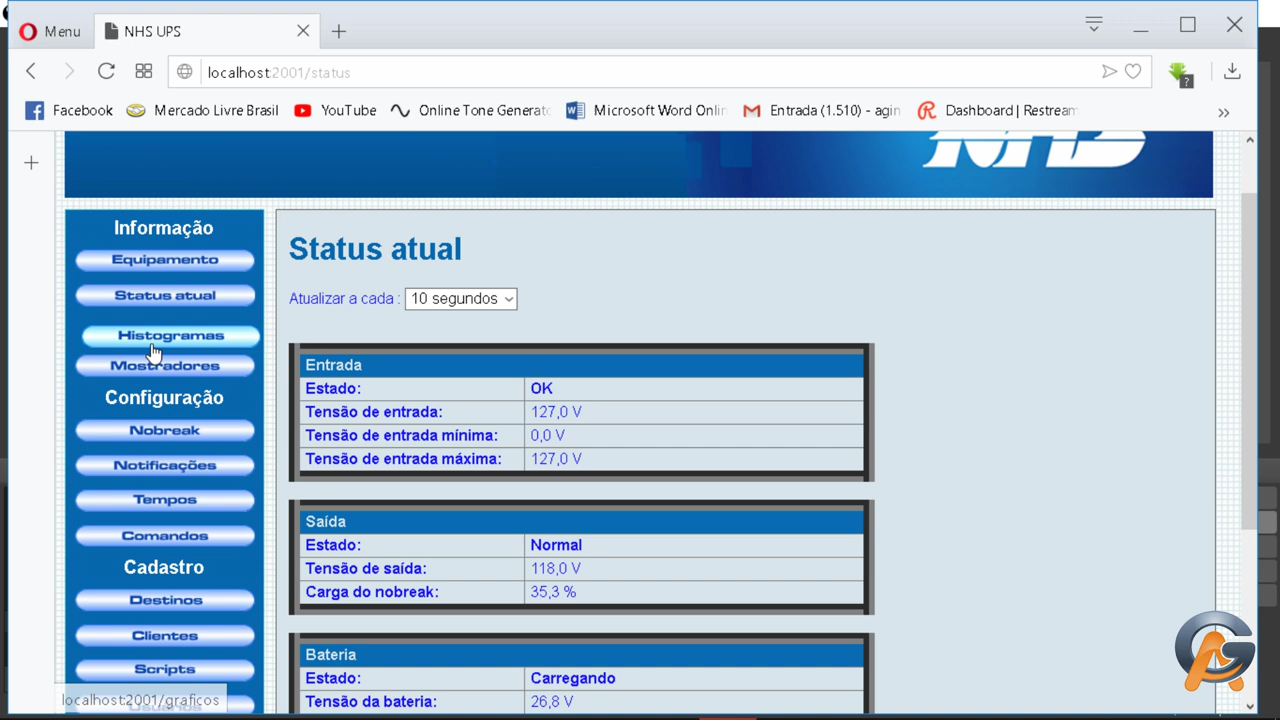 Menu
NHS UPS
localhost:2001/status
Facebook
Mercado Livre Brasil
YouTube
Online Tone Generato
Microsoft Word Onlin
Entrada (1.510) - agin
Dashboard | Restream
NHS
Informação
Equipamento
Status atual
Histogramas
Mostradores
Configuração
Nobreak
Notificações
Tempos
Comandos
Cadastro
Destinos
Clientes
Scripts
Usuários
localhost:2001/graficos
Status atual
Atualizar a cada : 10 segundos
Entrada
Estado: OK
Tensão de entrada: 127,0 V
Tensão de entrada mínima: 0,0 V
Tensão de entrada máxima: 127,0 V
Saída
Estado: Normal
Tensão de saída: 118,0 V
Carga do nobreak: 35,3 %
Bateria
Estado: Carregando
Tensão da bateria: 26,8 V